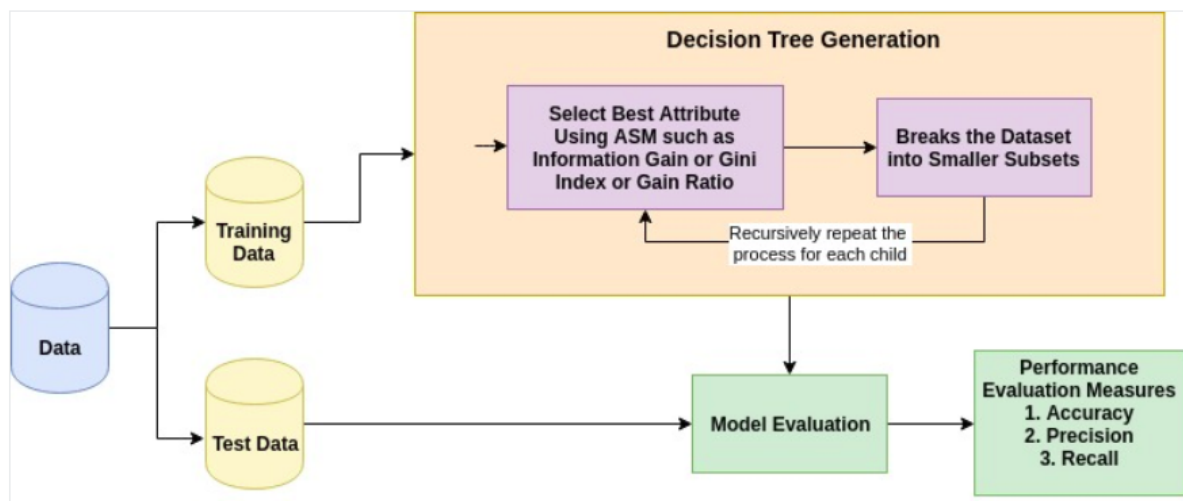 Decision Tree Generation
Select Best Attribute
Using ASM such as
Information Gain or Gini
Index or Gain Ratio
Breaks the Dataset
into Smaller Subsets
Recursively repeat the
process for each child
Training
Data
Data
Test Data
Model Evaluation
Performance
Evaluation Measures
1. Accuracy
2. Precision
3. Recall